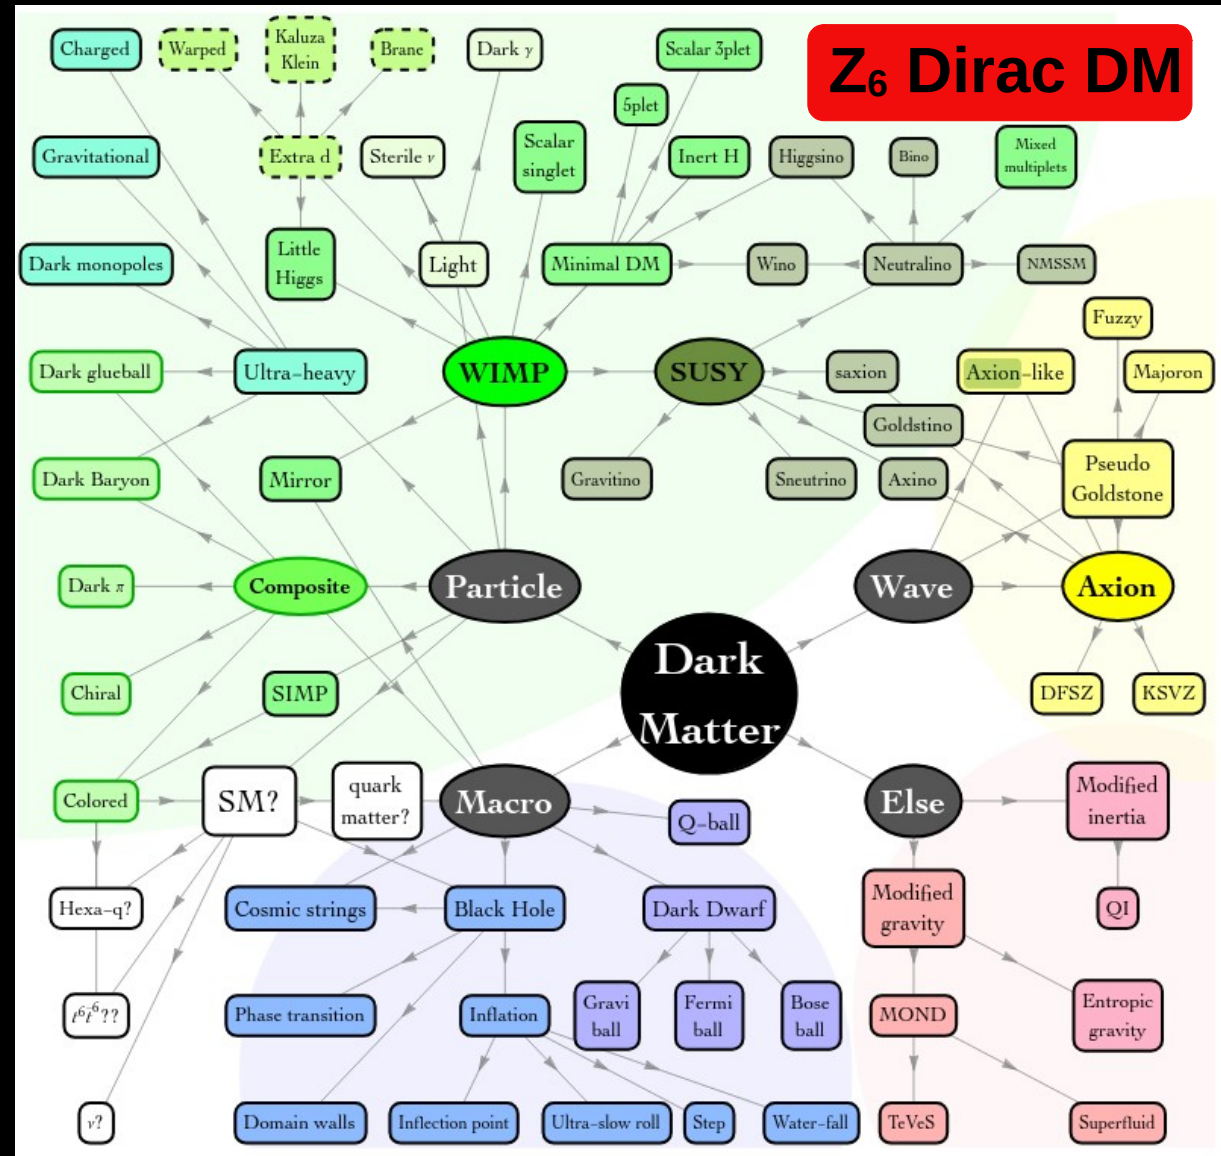 Z₆ Dirac DM
Charged
Warped
Kaluza
Klein
Brane
Dark γ
Scalar 3plet
5plet
Gravitational
Extra d
Sterile ν
Scalar
singlet
Inert H
Higgsino
Bino
Mixed
multiplets
Dark monopoles
Little
Higgs
Light
Minimal DM
Wino
Neutralino
NMSSM
Fuzzy
Dark glueball
Ultra-heavy
WIMP
SUSY
saxion
Axion-like
Majoron
Goldstino
Dark Baryon
Mirror
Gravitino
Sneutrino
Axino
Pseudo
Goldstone
Dark π
Composite
Particle
Wave
Axion
Dark
Matter
Chiral
SIMP
DFSZ
KSVZ
Colored
SM?
quark
matter?
Macro
Q-ball
Else
Modified
inertia
Hexa-q?
Cosmic strings
Black Hole
Dark Dwarf
Modified
gravity
QI
t⁶t̄⁶??
Phase transition
Inflation
Gravi
ball
Fermi
ball
Bose
ball
MOND
Entropic
gravity
ν?
Domain walls
Inflection point
Ultra-slow roll
Step
Water-fall
TeVeS
Superfluid